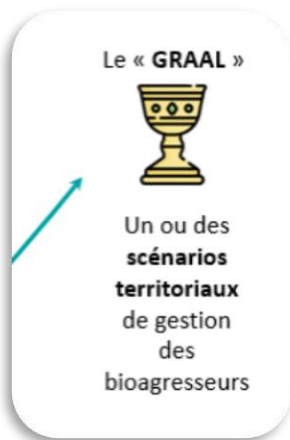 Le « GRAAL »
Un ou des
scénarios
territoriaux
de gestion
des
bioagresseurs